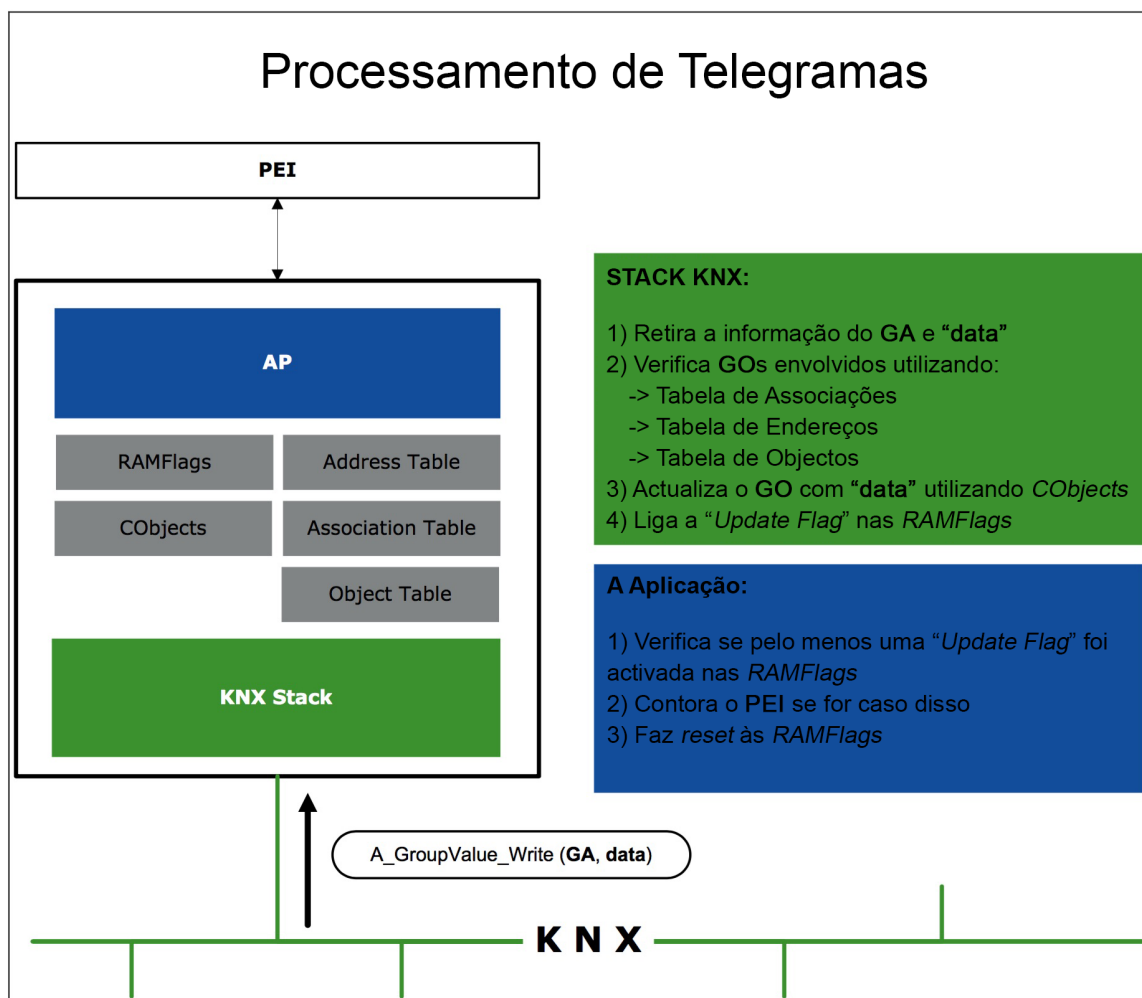 Processamento de Telegramas
PEI
AP
RAMFlags
Address Table
CObjects
Association Table
Object Table
KNX Stack
STACK KNX:
1) Retira a informação do GA e “data”
2) Verifica GOs envolvidos utilizando:
-> Tabela de Associações
-> Tabela de Endereços
-> Tabela de Objectos
3) Actualiza o GO com “data” utilizando CObjects
4) Liga a “Update Flag” nas RAMFlags
A Aplicação:
1) Verifica se pelo menos uma “Update Flag” foi
activada nas RAMFlags
2) Contora o PEI se for caso disso
3) Faz reset às RAMFlags
A_GroupValue_Write (GA, data)
K N X